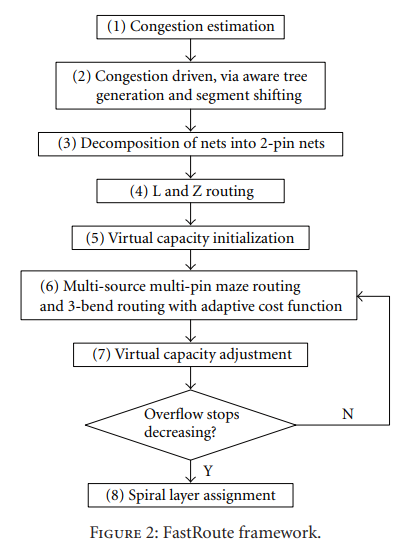 (1) Congestion estimation
(2) Congestion driven, via aware tree
generation and segment shifting
(3) Decomposition of nets into 2-pin nets
(4) L and Z routing
(5) Virtual capacity initialization
(6) Multi-source multi-pin maze routing
and 3-bend routing with adaptive cost function
(7) Virtual capacity adjustment
Overflow stops
decreasing?
N
Y
(8) Spiral layer assignment
FIGURE 2: FastRoute framework.